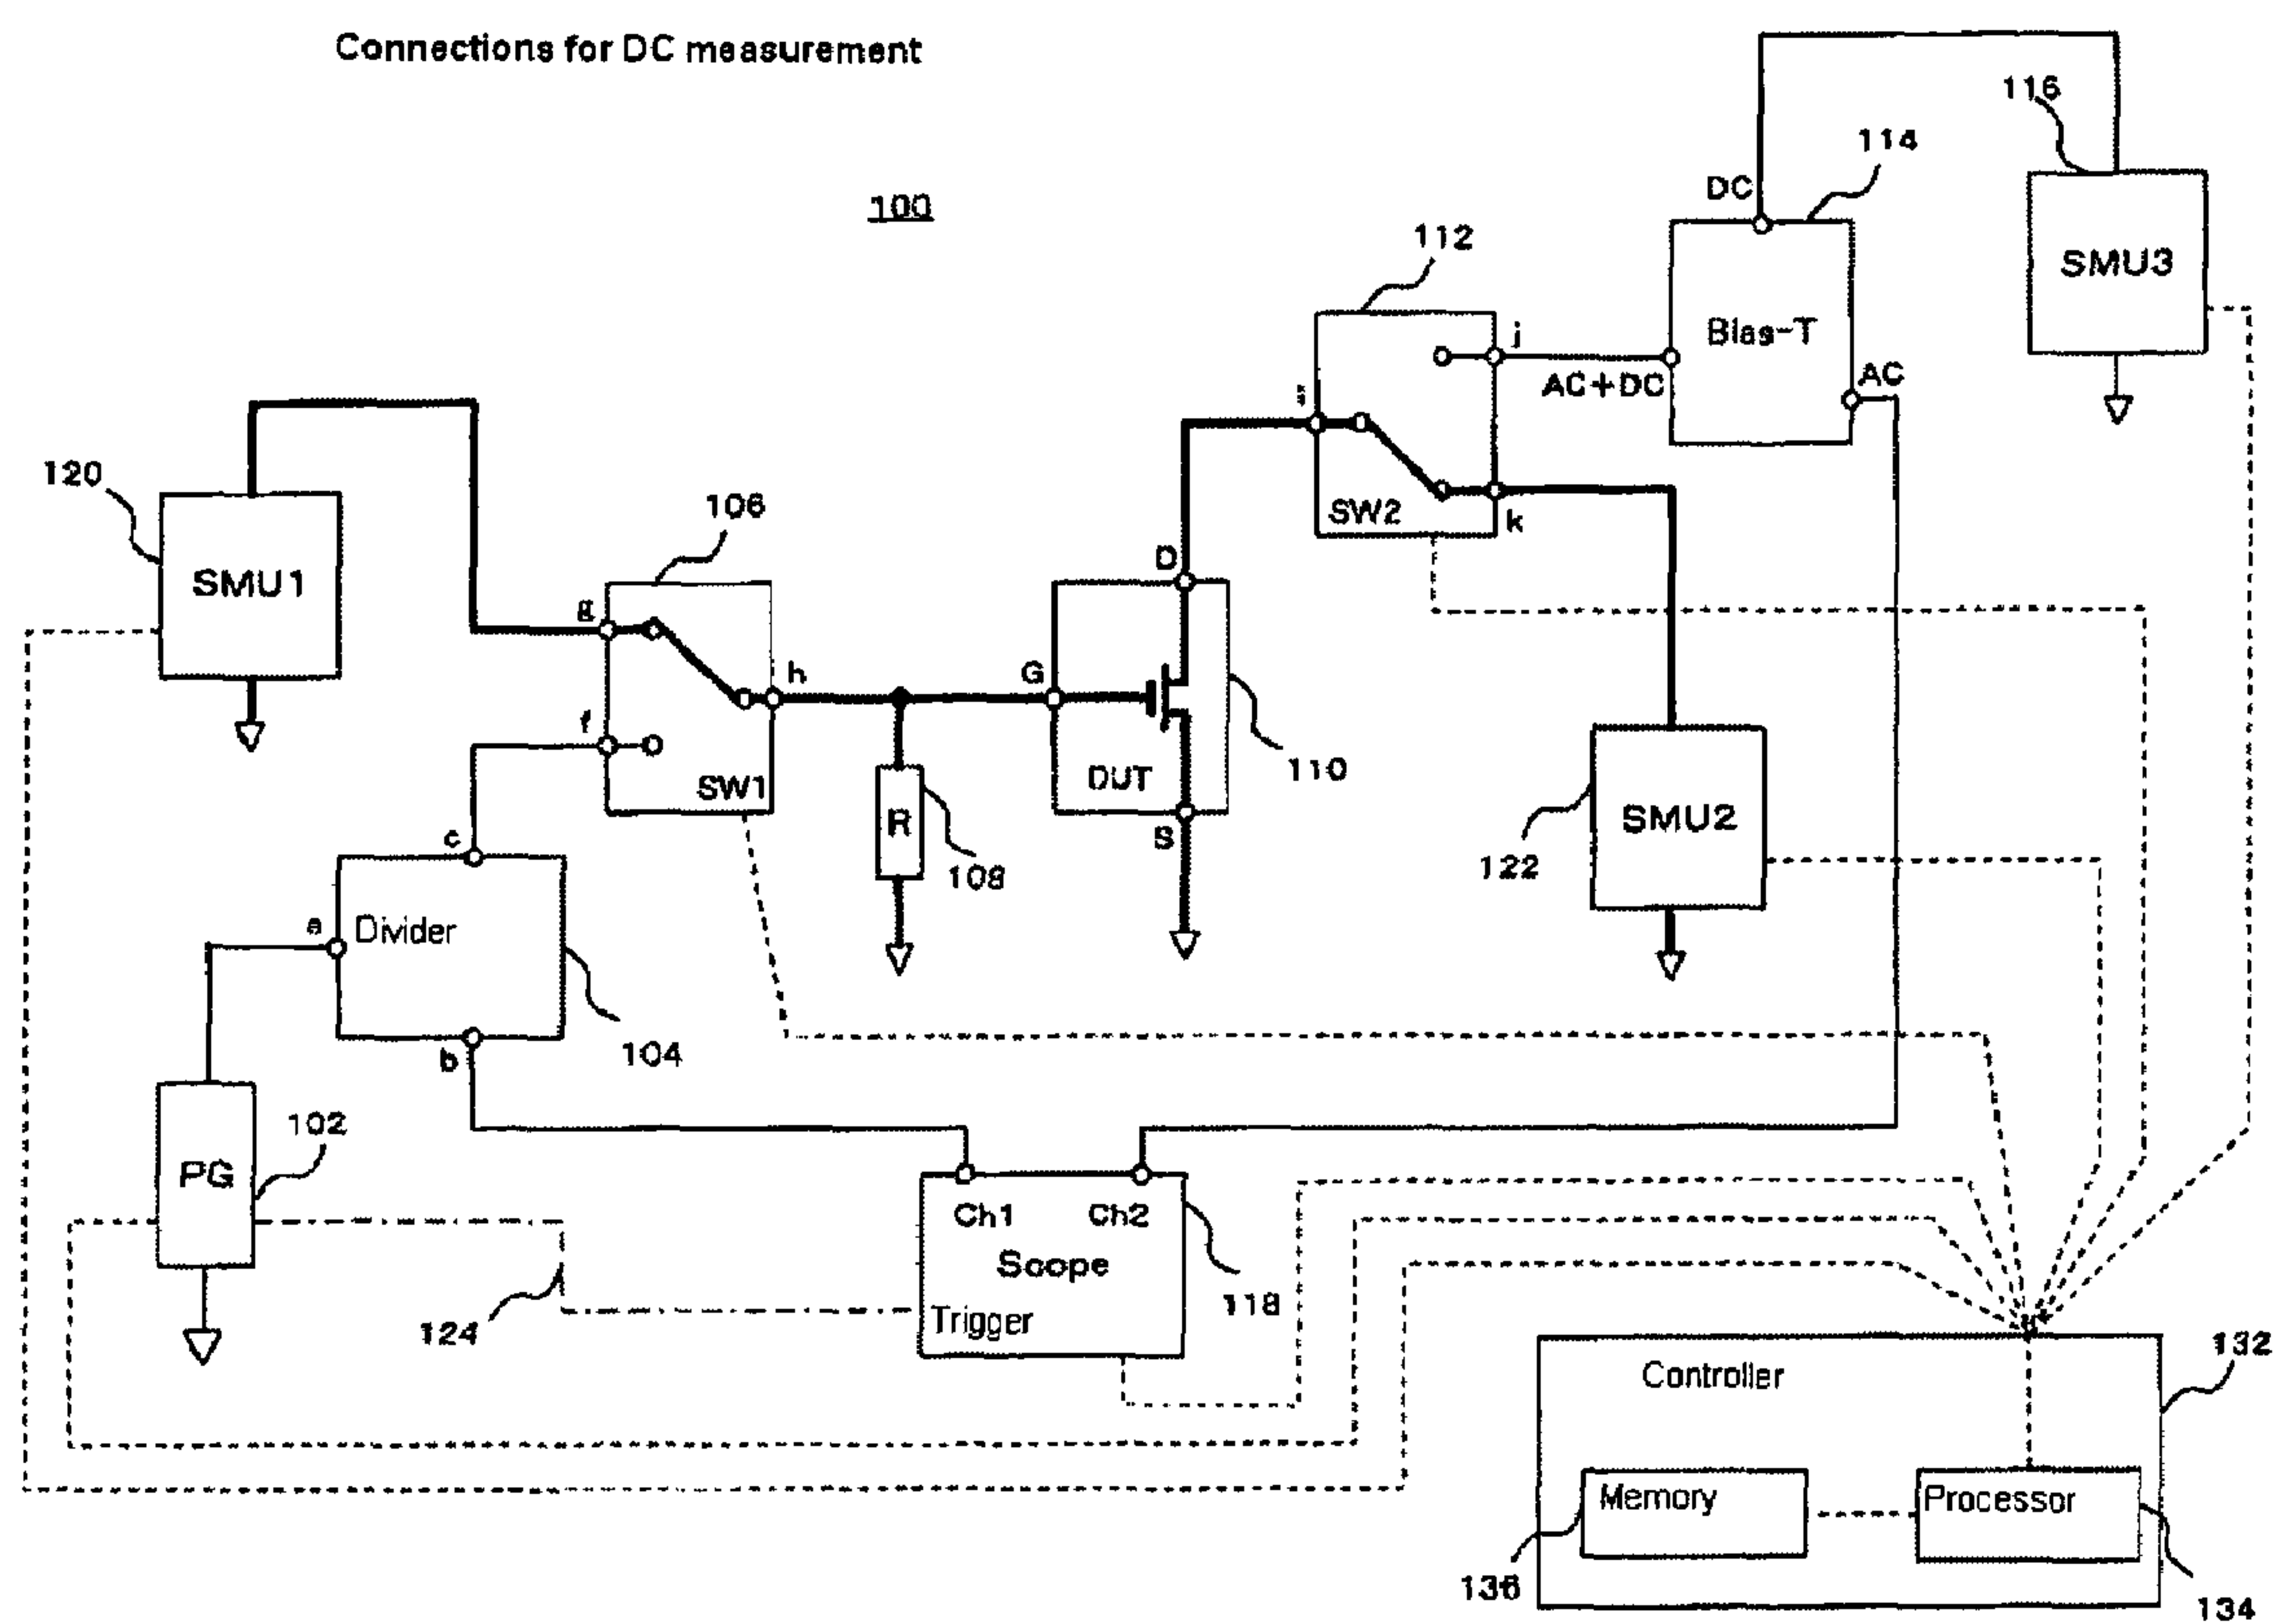 Connections for DC measurement
100
116
114
DC
SMU3
112
j
Bias-T
AC+DC
AC
120
106
SW2
k
SMU1
D
g
h
G
f
SW1
DUT
110
R
S
SMU2
108
122
c
a
Divider
b
104
102
PG
Ch1
Ch2
Scope
118
124
Trigger
132
Controller
Memory
Processor
136
134